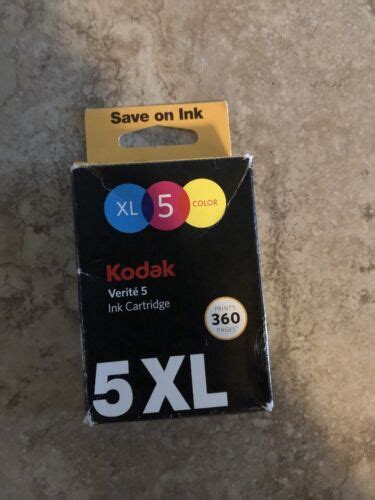 Save on Ink
XL 5 COLOR
Kodak
Verité 5
Ink Cartridge
PRINTS
360
PAGES*
5 XL